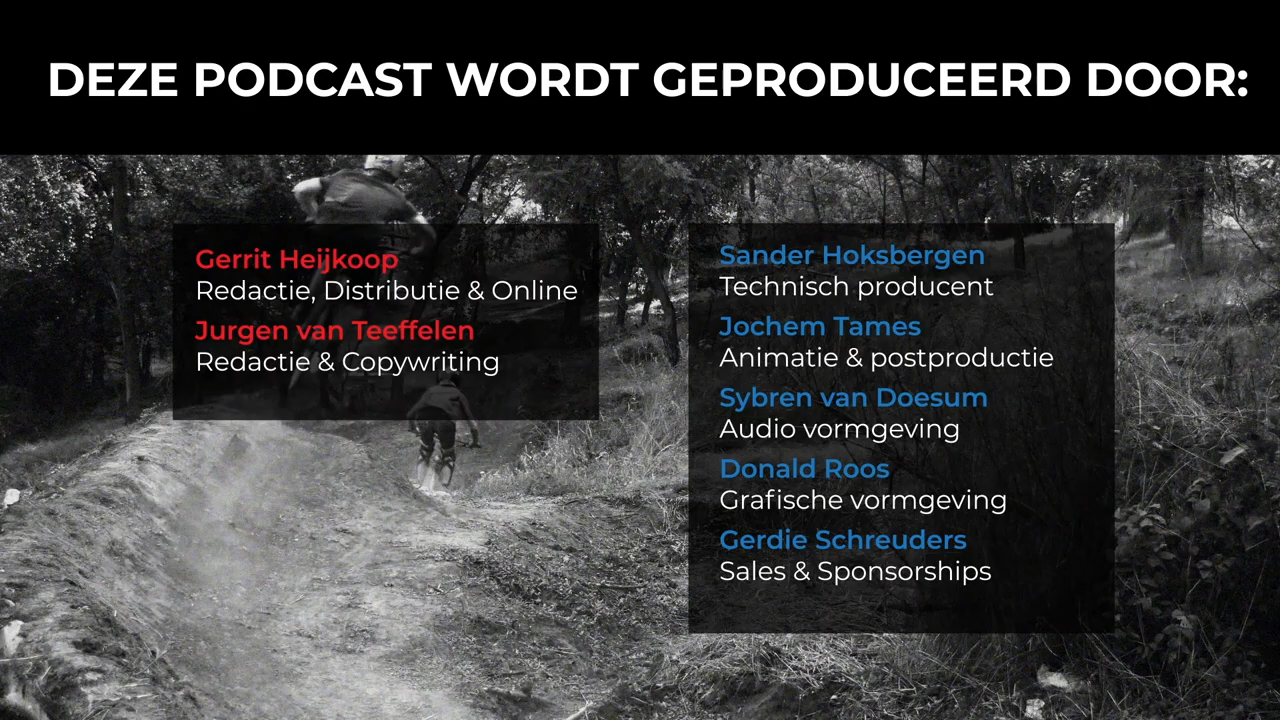 DEZE PODCAST WORDT GEPRODUCEERD DOOR:
Gerrit Heijkoop
Redactie, Distributie & Online
Jurgen van Teeffelen
Redactie & Copywriting
Sander Hoksbergen
Technisch producent
Jochem Tames
Animatie & postproductie
Sybren van Doesum
Audio vormgeving
Donald Roos
Grafische vormgeving
Gerdie Schreuders
Sales & Sponsorships